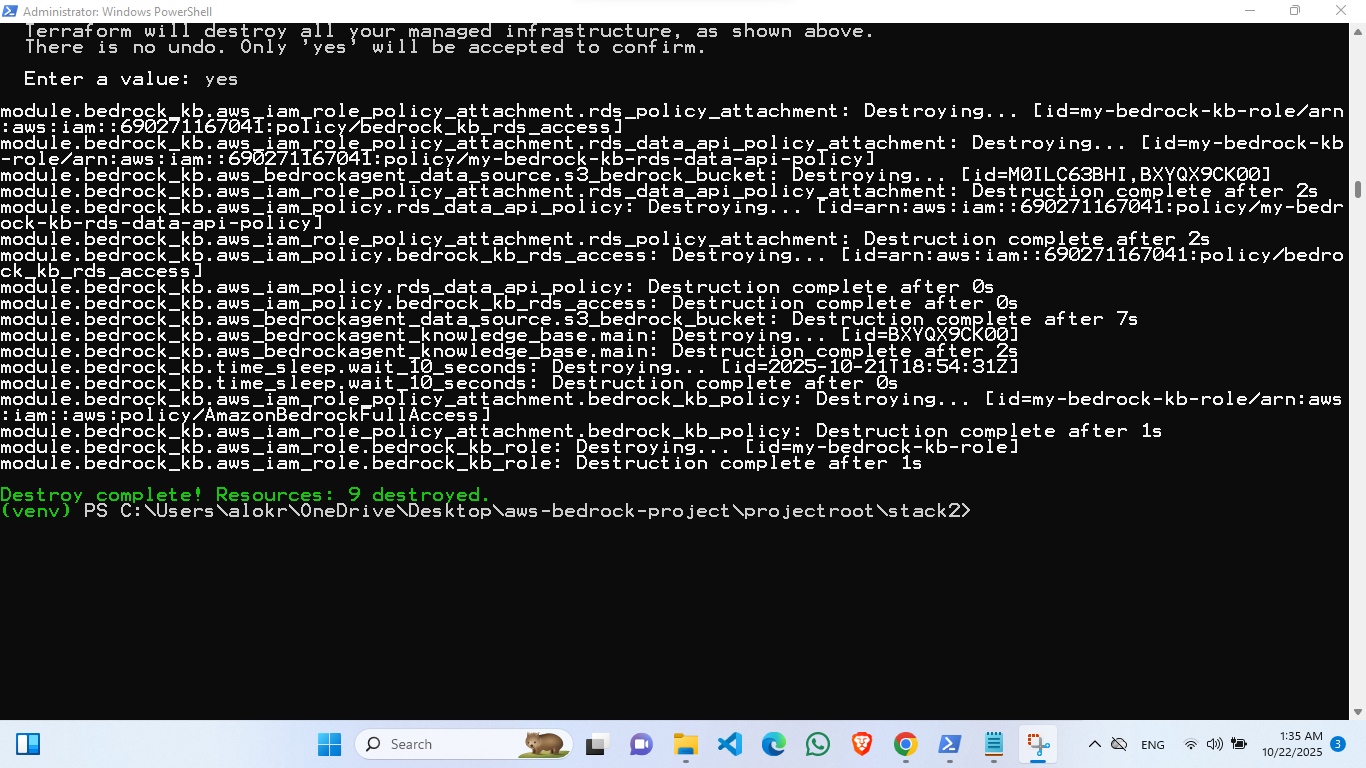 Administrator: Windows PowerShell
Terraform will destroy all your managed infrastructure, as shown above.
There is no undo. Only 'yes' will be accepted to confirm.
Enter a value: yes
module.bedrock_kb.aws_iam_role_policy_attachment.rds_policy_attachment: Destroying... [id=my-bedrock-kb-role/arn
:aws:iam::690271167041:policy/bedrock_kb_rds_access]
module.bedrock_kb.aws_iam_role_policy_attachment.rds_data_api_policy_attachment: Destroying... [id=my-bedrock-kb
-role/arn:aws:iam::690271167041:policy/my-bedrock-kb-rds-data-api-policy]
module.bedrock_kb.aws_bedrockagent_data_source.s3_bedrock_bucket: Destroying... [id=M0ILC63BHI,BXYQX9CK00]
module.bedrock_kb.aws_iam_role_policy_attachment.rds_data_api_policy_attachment: Destruction complete after 2s
module.bedrock_kb.aws_iam_policy.rds_data_api_policy: Destroying... [id=arn:aws:iam::690271167041:policy/my-bedr
ock-kb-rds-data-api-policy]
module.bedrock_kb.aws_iam_role_policy_attachment.rds_policy_attachment: Destruction complete after 2s
module.bedrock_kb.aws_iam_policy.bedrock_kb_rds_access: Destroying... [id=arn:aws:iam::690271167041:policy/bedro
ck_kb_rds_access]
module.bedrock_kb.aws_iam_policy.rds_data_api_policy: Destruction complete after 0s
module.bedrock_kb.aws_iam_policy.bedrock_kb_rds_access: Destruction complete after 0s
module.bedrock_kb.aws_bedrockagent_data_source.s3_bedrock_bucket: Destruction complete after 7s
module.bedrock_kb.aws_bedrockagent_knowledge_base.main: Destroying... [id=BXYQX9CK00]
module.bedrock_kb.aws_bedrockagent_knowledge_base.main: Destruction complete after 2s
module.bedrock_kb.time_sleep.wait_10_seconds: Destroying... [id=2025-10-21T18:54:31Z]
module.bedrock_kb.time_sleep.wait_10_seconds: Destruction complete after 0s
module.bedrock_kb.aws_iam_role_policy_attachment.bedrock_kb_policy: Destroying... [id=my-bedrock-kb-role/arn:aws
:iam::aws:policy/AmazonBedrockFullAccess]
module.bedrock_kb.aws_iam_role_policy_attachment.bedrock_kb_policy: Destruction complete after 1s
module.bedrock_kb.aws_iam_role.bedrock_kb_role: Destroying... [id=my-bedrock-kb-role]
module.bedrock_kb.aws_iam_role.bedrock_kb_role: Destruction complete after 1s
Destroy complete! Resources: 9 destroyed.
(venv) PS C:\Users\alokr\OneDrive\Desktop\aws-bedrock-project\projectroot\stack2>
Search
ENG
1:35 AM
10/22/2025
3